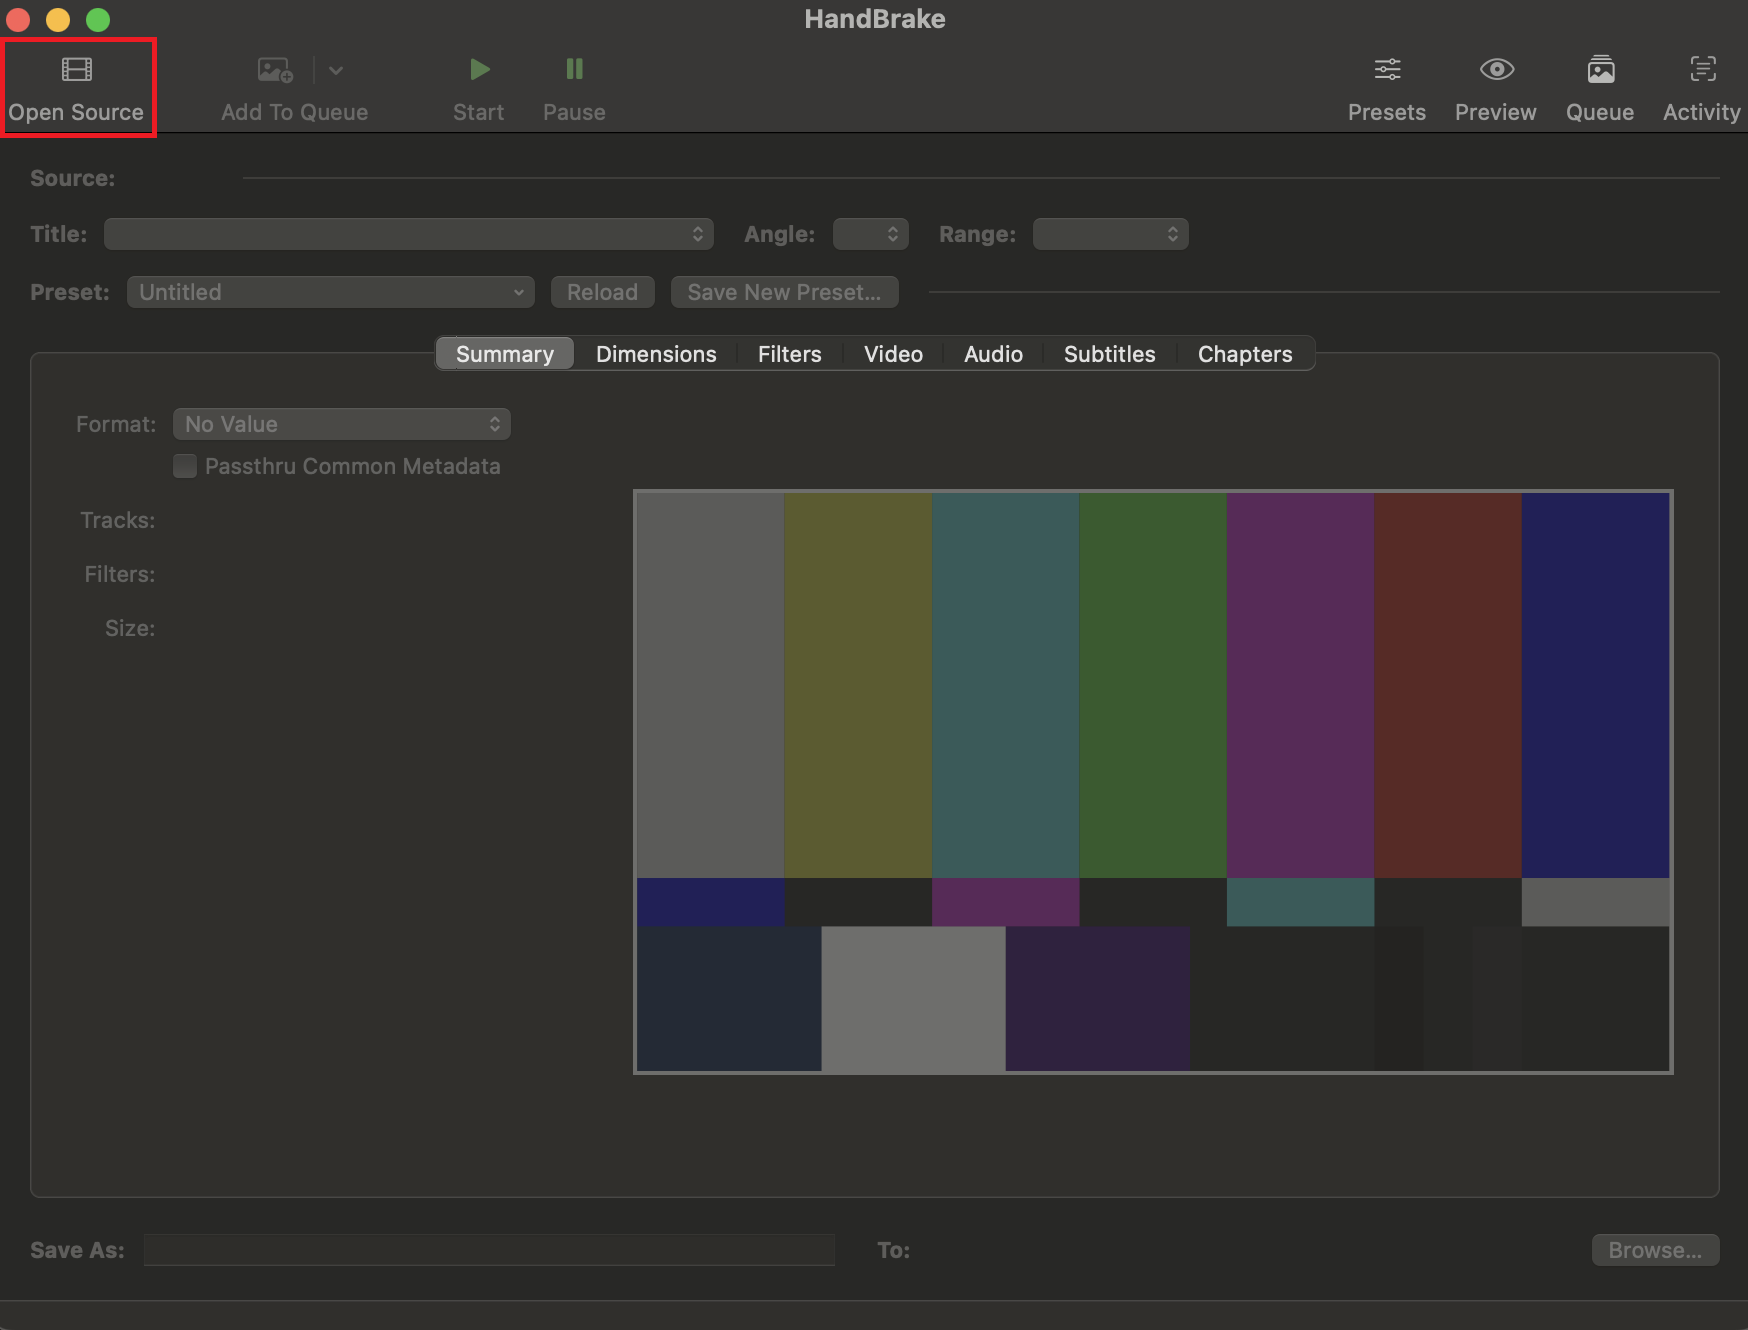 HandBrake
Open Source
Add To Queue
Start
Pause
Presets
Preview
Queue
Activity
Source:
Title:
Angle:
Range:
Preset:
Untitled
Reload
Save New Preset...
Summary
Dimensions
Filters
Video
Audio
Subtitles
Chapters
Format:
No Value
Passthru Common Metadata
Tracks:
Filters:
Size:
Save As:
To:
Browse...